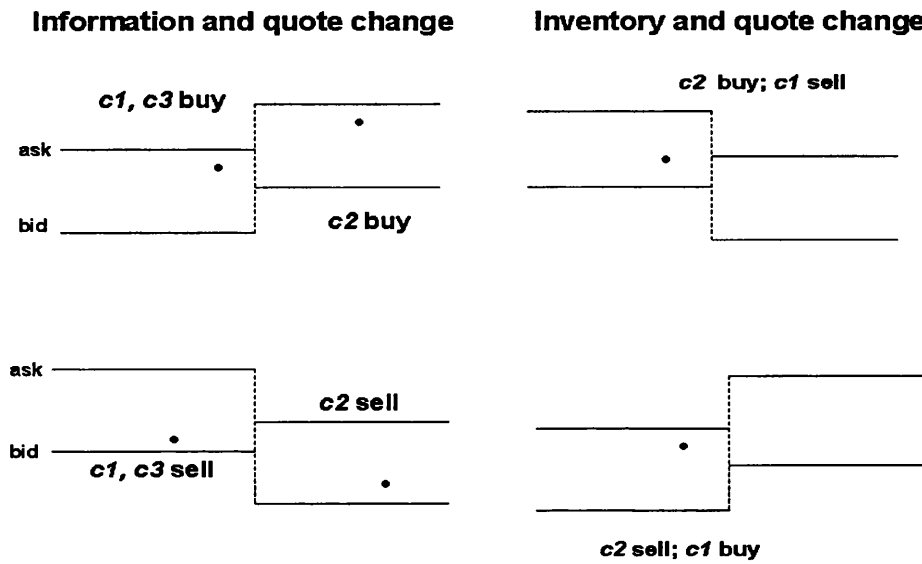 Information and quote change
Inventory and quote change
c1, c3 buy
c2 buy; c1 sell
ask
bid
c2 buy
ask
c2 sell
bid
c1, c3 sell
c2 sell; c1 buy